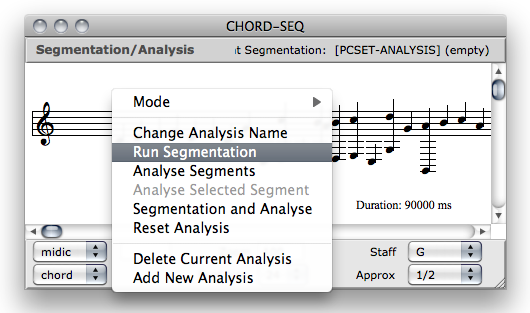 CHORD-SEQ
Segmentation/Analysis
t Segmentation: [PCSET-ANALYSIS] (empty)
Mode
Change Analysis Name
Run Segmentation
Analyse Segments
Analyse Selected Segment
Segmentation and Analyse
Reset Analysis
Delete Current Analysis
Add New Analysis
Duration: 90000 ms
midic
Staff
G
chord
Approx
1/2